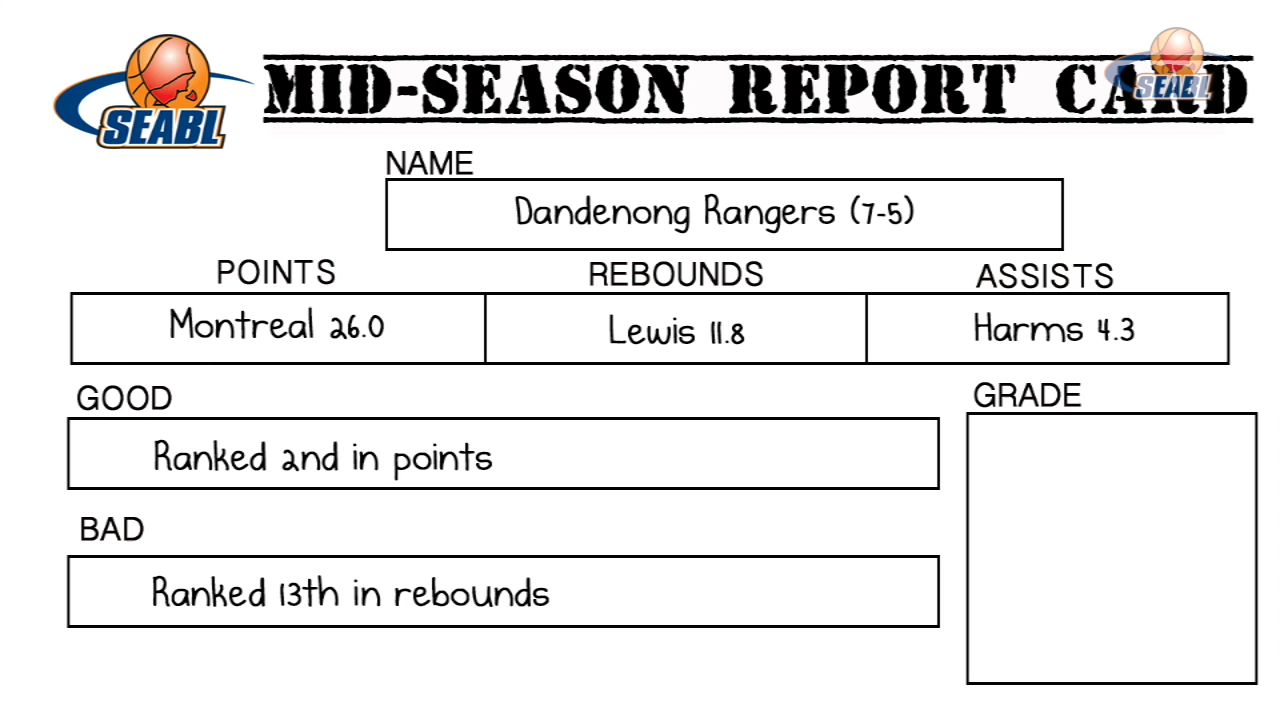 SEABL
MID-SEASON REPORT CARD
SEABL
NAME
Dandenong Rangers (7-5)
POINTS REBOUNDS ASSISTS
Montreal 26.0 Lewis 11.8 Harms 4.3
GOOD
Ranked 2nd in points
GRADE
BAD
Ranked 13th in rebounds